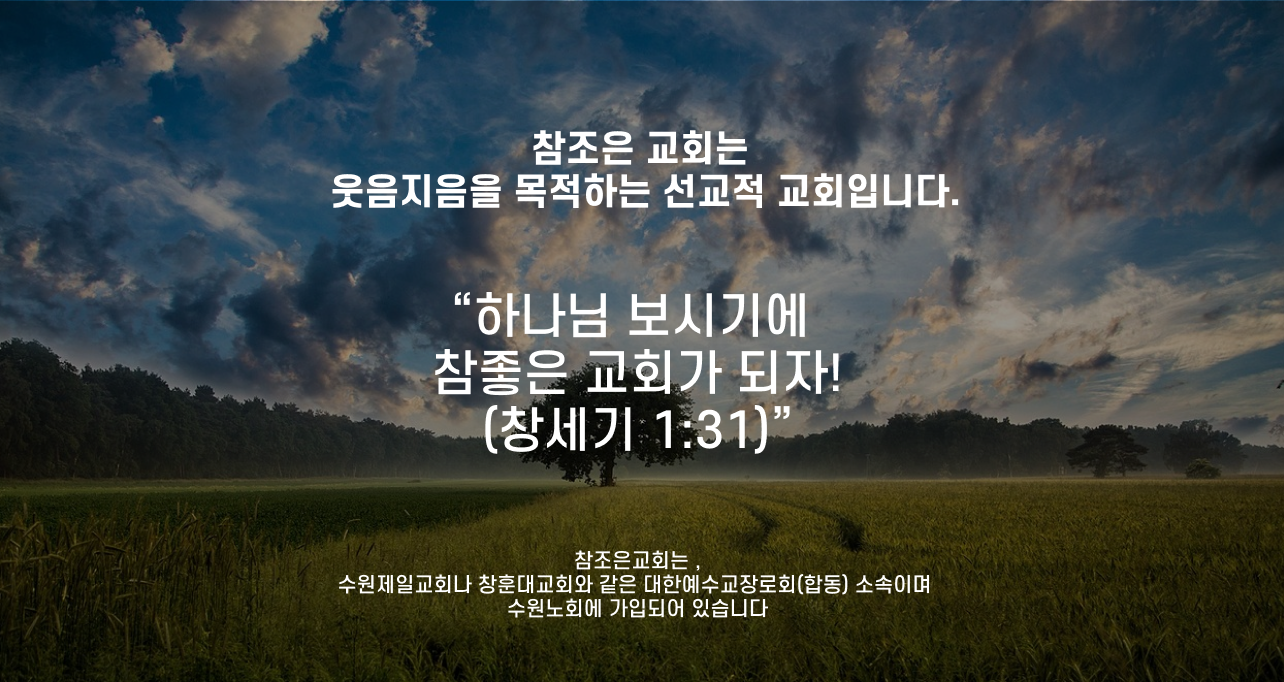 참조은 교회는
웃음지음을 목적하는 선교적 교회입니다.
“하나님 보시기에
참좋은 교회가 되자!
(창세기 1:31)”
참조은교회는 ,
수원제일교회나 창훈대교회와 같은 대한예수교장로회(합동) 소속이며
수원노회에 가입되어 있습니다